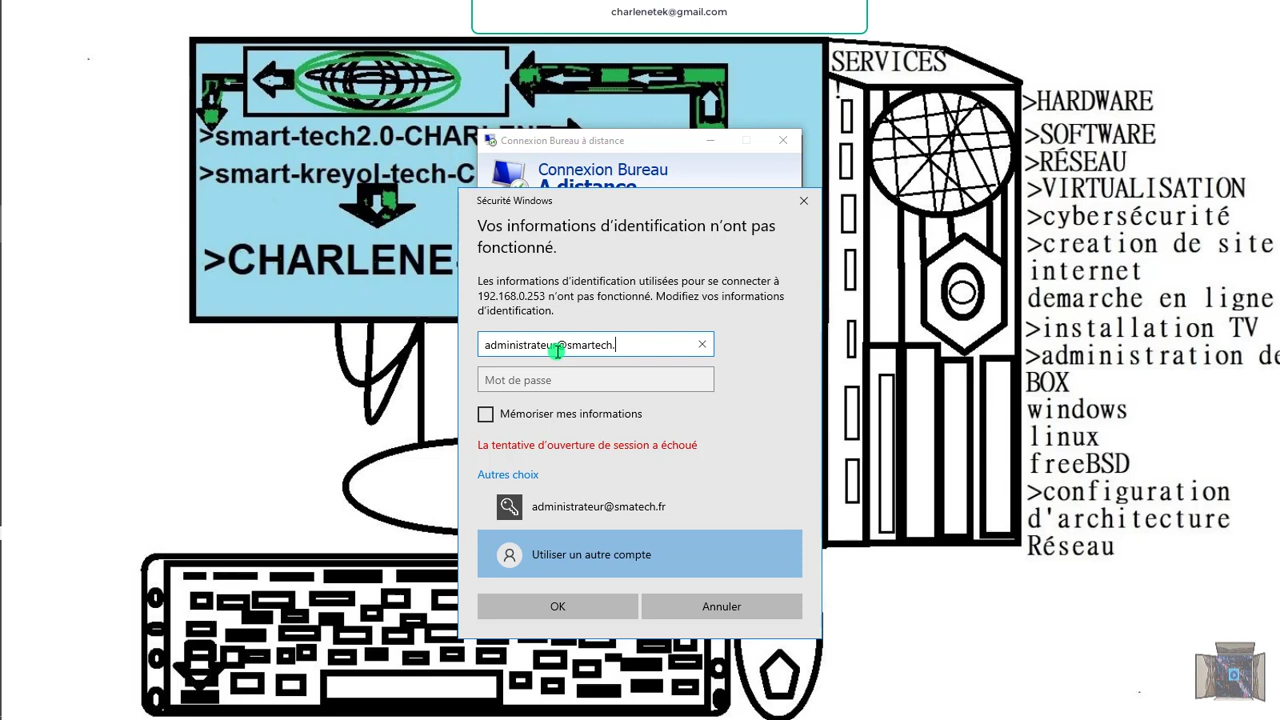 charlenetek@gmail.com
SERVICES
>smart-tech2.0-CHARLENE
>smart-kreyol-tech-C
>CHARLENE-
Connexion Bureau à distance
Connexion Bureau
A distance
Sécurité Windows
Vos informations d'identification n'ont pas
fonctionné.
Les informations d'identification utilisées pour se connecter à
192.168.0.253 n'ont pas fonctionné. Modifiez vos informations
d'identification.
administrateur@smartech.
Mot de passe
Mémoriser mes informations
La tentative d'ouverture de session a échoué
Autres choix
administrateur@smatech.fr
Utiliser un autre compte
OK
Annuler
>HARDWARE
>SOFTWARE
>RÉSEAU
>VIRTUALISATION
>cybersécurité
>creation de site
internet
demarche en ligne
>installation TV
>administration de
BOX
windows
linux
freeBSD
>configuration
d'architecture
Réseau